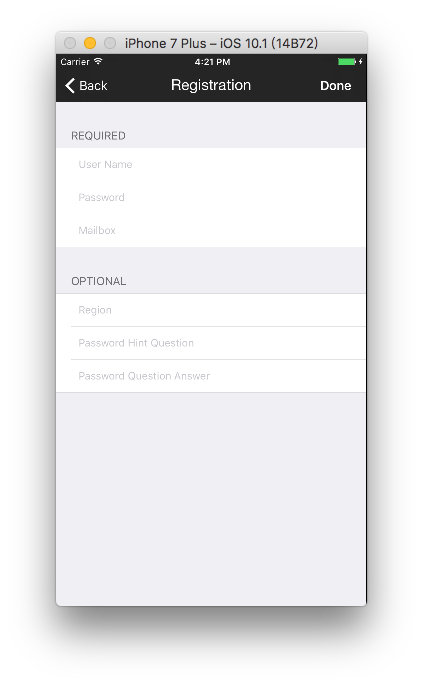 iPhone 7 Plus – iOS 10.1 (14B72)
Carrier 4:21 PM
Back Registration Done
REQUIRED
User Name
Password
Mailbox
OPTIONAL
Region
Password Hint Question
Password Question Answer